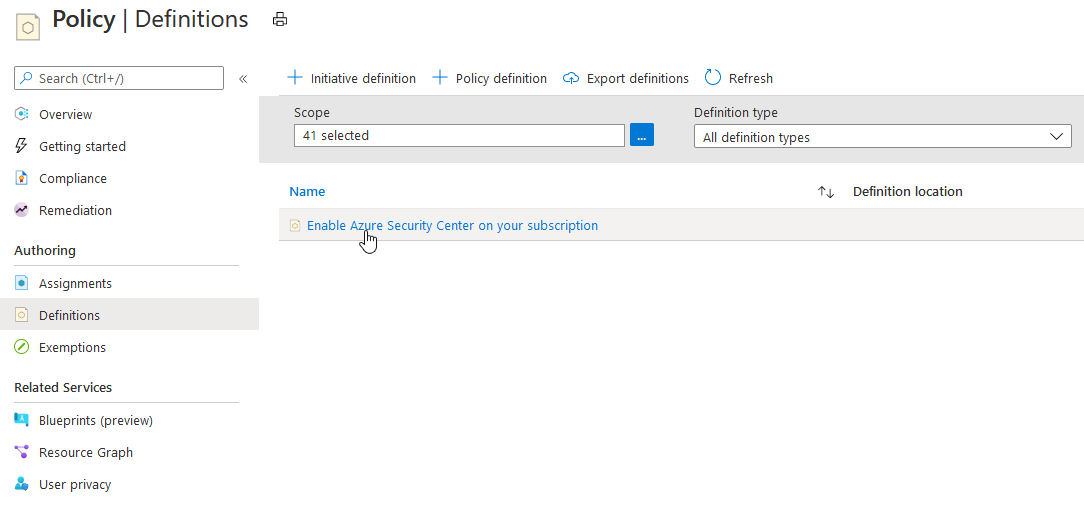 Policy | Definitions
Search (Ctrl+/)
«
Overview
Getting started
Compliance
Remediation
Authoring
Assignments
Definitions
Exemptions
Related Services
Blueprints (preview)
Resource Graph
User privacy
+ Initiative definition + Policy definition Export definitions Refresh
Scope
41 selected
...
Definition type
All definition types
Name ↑↓ Definition location
Enable Azure Security Center on your subscription